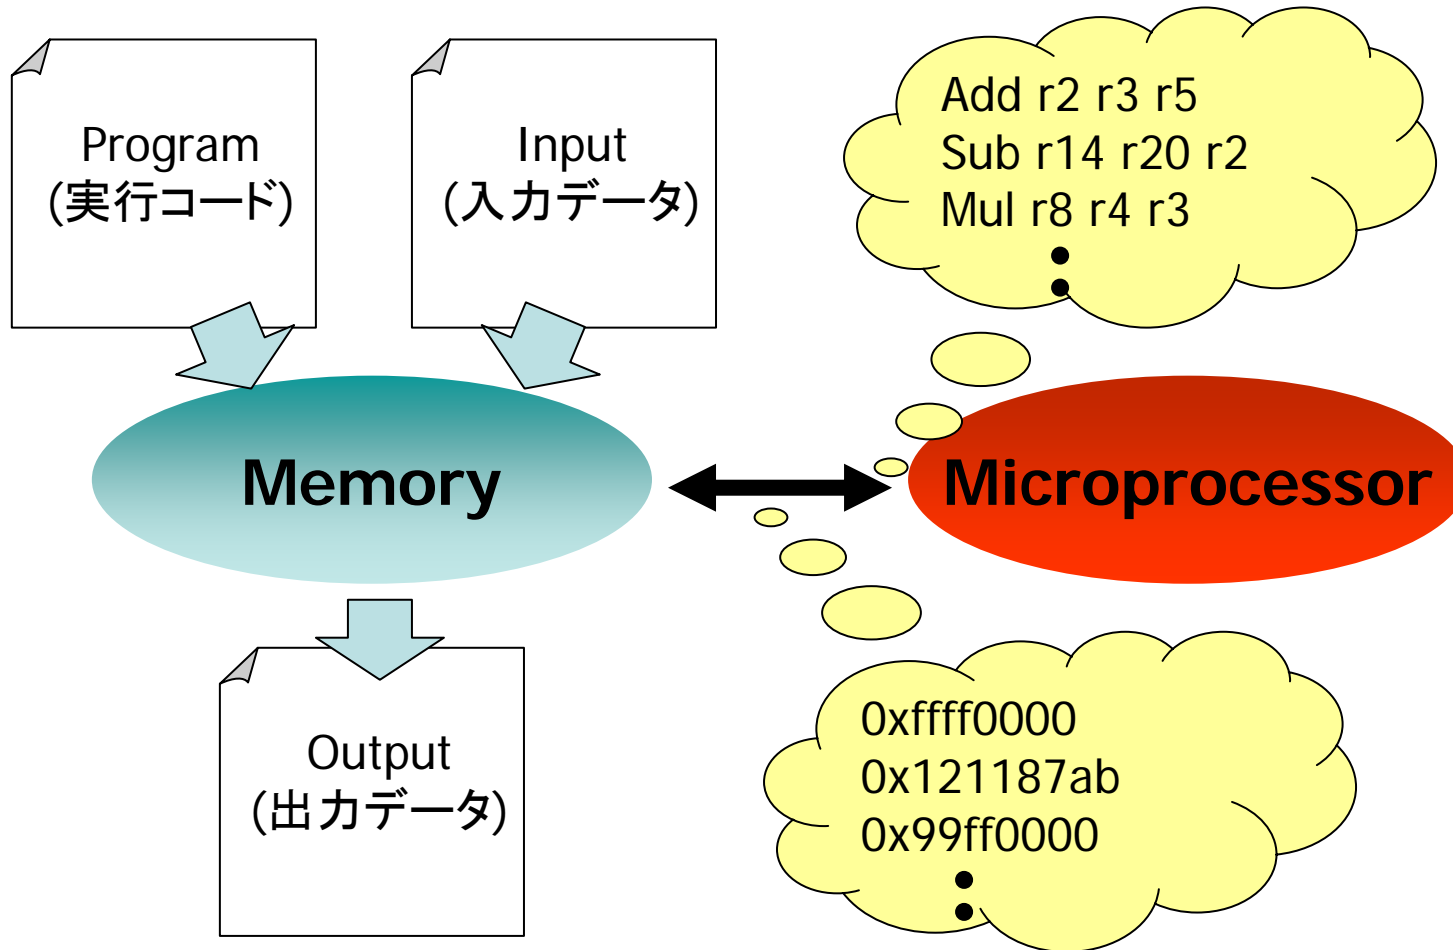 Program
(実行コード)
Input
(入力データ)
Add r2 r3 r5
Sub r14 r20 r2
Mul r8 r4 r3
Memory
Microprocessor
Output
(出力データ)
0xffff0000
0x121187ab
0x99ff0000